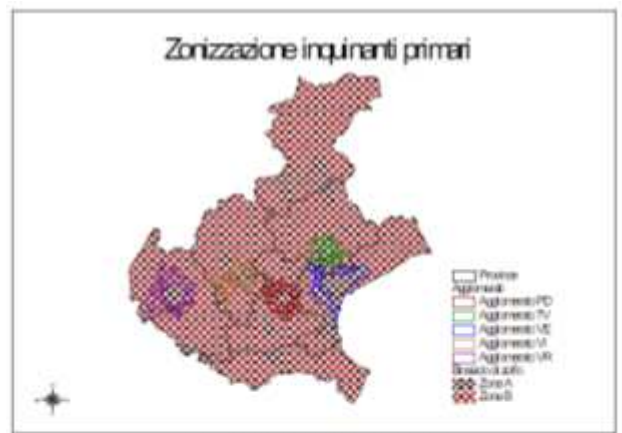 Zonizzazione inquinanti primari
Province
Agglomerati
Agglomerato PD
Agglomerato TV
Agglomerato VE
Agglomerato VI
Agglomerato VR
Zona A
Zona B